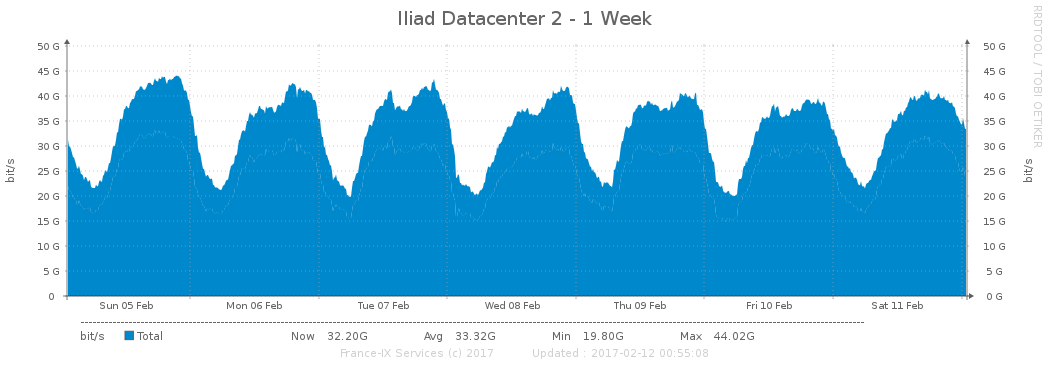 Iliad Datacenter 2 - 1 Week
RRDTOOL / TOBI OETIKER
50 G 50 G
45 G 45 G
40 G 40 G
35 G 35 G
30 G 30 G
25 G 25 G
20 G 20 G
15 G 15 G
10 G 10 G
5 G 5 G
0 0 G
bit/s
bit/s
Sun 05 Feb Mon 06 Feb Tue 07 Feb Wed 08 Feb Thu 09 Feb Fri 10 Feb Sat 11 Feb
bit/s Total Now 32.20G Avg 33.32G Min 19.80G Max 44.02G
France-IX Services (c) 2017 Updated : 2017-02-12 00:55:08